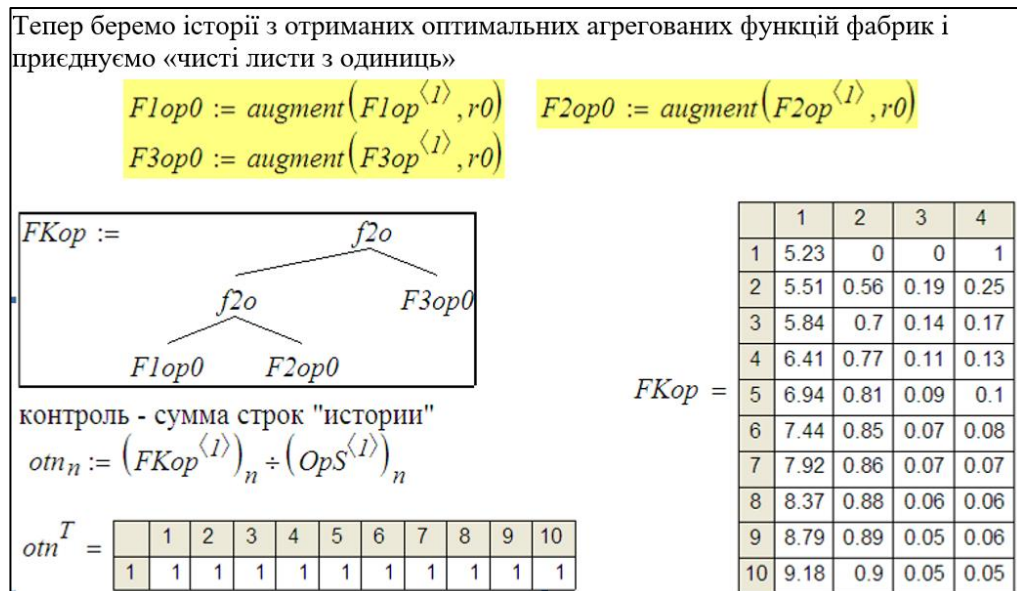 Тепер беремо історії з отриманих оптимальних агрегованих функцій фабрик і
приєднуємо «чисті листи з одиниць»
F1op0 := augment(F1op⟨1⟩, r0) F2op0 := augment(F2op⟨1⟩, r0)
F3op0 := augment(F3op⟨1⟩, r0)
FKop := f2o
f2o F3op0
F1op0 F2op0
контроль - сумма строк "истории"
otnₙ := (FKop⟨1⟩)ₙ ÷ (OpS⟨1⟩)ₙ
otnᵀ =
1 2 3 4 5 6 7 8 9 10
1 1 1 1 1 1 1 1 1 1 1
FKop =
1 2 3 4
1 5.23 0 0 1
2 5.51 0.56 0.19 0.25
3 5.84 0.7 0.14 0.17
4 6.41 0.77 0.11 0.13
5 6.94 0.81 0.09 0.1
6 7.44 0.85 0.07 0.08
7 7.92 0.86 0.07 0.07
8 8.37 0.88 0.06 0.06
9 8.79 0.89 0.05 0.06
10 9.18 0.9 0.05 0.05